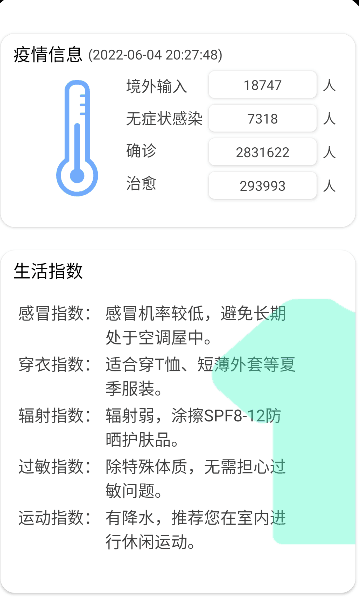 疫情信息 (2022-06-04 20:27:48)
境外输入 18747 人
无症状感染 7318 人
确诊 2831622 人
治愈 293993 人
生活指数
感冒指数： 感冒机率较低，避免长期
处于空调屋中。
穿衣指数： 适合穿T恤、短薄外套等夏
季服装。
辐射指数： 辐射弱，涂擦SPF8-12防
晒护肤品。
过敏指数： 除特殊体质，无需担心过
敏问题。
运动指数： 有降水，推荐您在室内进
行休闲运动。